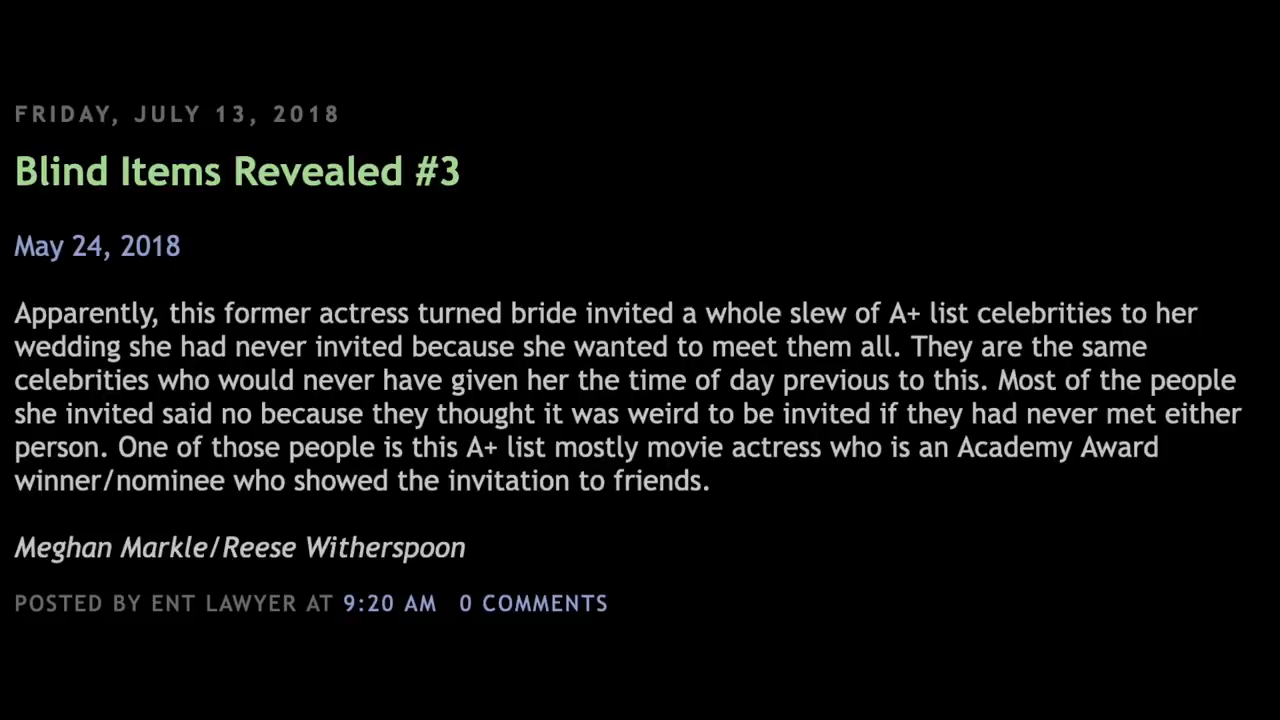 FRIDAY, JULY 13, 2018
Blind Items Revealed #3
May 24, 2018
Apparently, this former actress turned bride invited a whole slew of A+ list celebrities to her
wedding she had never invited because she wanted to meet them all. They are the same
celebrities who would never have given her the time of day previous to this. Most of the people
she invited said no because they thought it was weird to be invited if they had never met either
person. One of those people is this A+ list mostly movie actress who is an Academy Award
winner/nominee who showed the invitation to friends.
Meghan Markle/Reese Witherspoon
POSTED BY ENT LAWYER AT 9:20 AM 0 COMMENTS